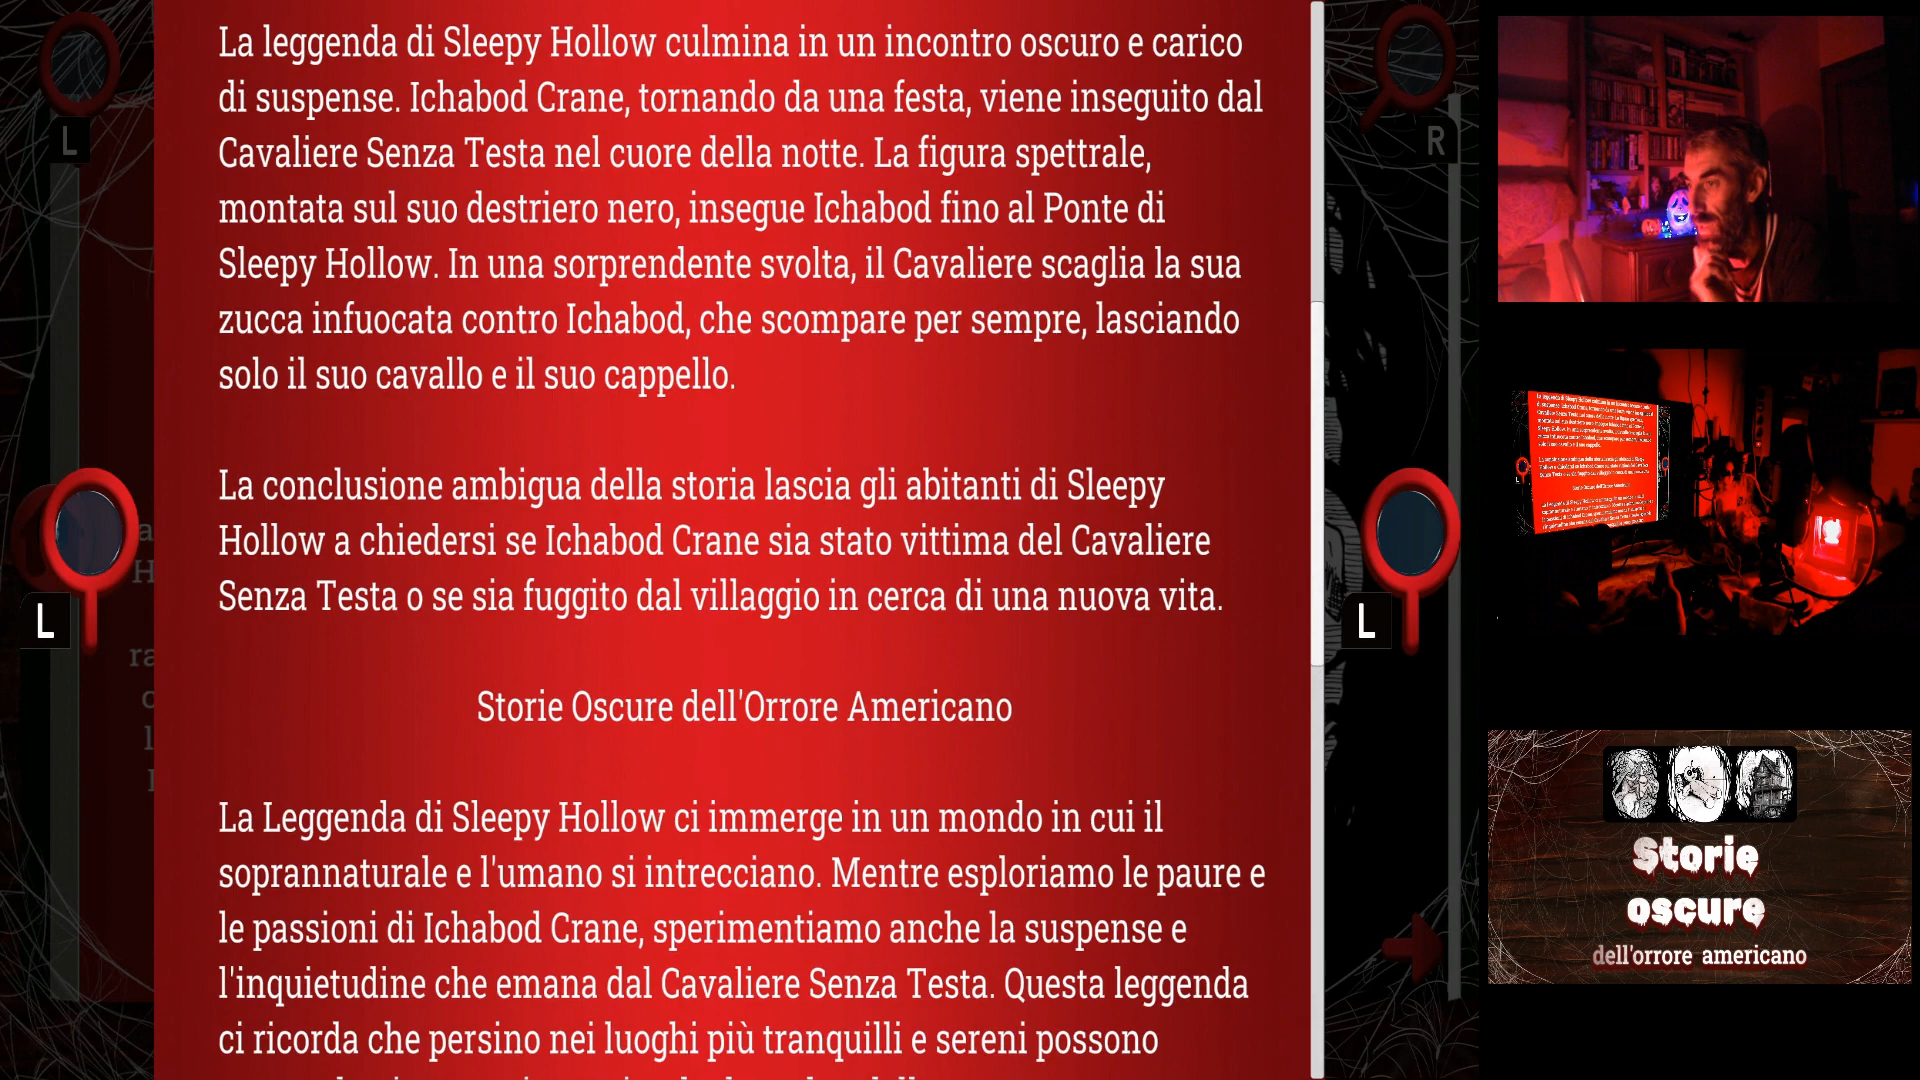 La leggenda di Sleepy Hollow culmina in un incontro oscuro e carico
di suspense. Ichabod Crane, tornando da una festa, viene inseguito dal
Cavaliere Senza Testa nel cuore della notte. La figura spettrale,
montata sul suo destriero nero, insegue Ichabod fino al Ponte di
Sleepy Hollow. In una sorprendente svolta, il Cavaliere scaglia la sua
zucca infuocata contro Ichabod, che scompare per sempre, lasciando
solo il suo cavallo e il suo cappello.
La conclusione ambigua della storia lascia gli abitanti di Sleepy
Hollow a chiedersi se Ichabod Crane sia stato vittima del Cavaliere
Senza Testa o se sia fuggito dal villaggio in cerca di una nuova vita.
Storie Oscure dell'Orrore Americano
La Leggenda di Sleepy Hollow ci immerge in un mondo in cui il
soprannaturale e l'umano si intrecciano. Mentre esploriamo le paure e
le passioni di Ichabod Crane, sperimentiamo anche la suspense e
l'inquietudine che emana dal Cavaliere Senza Testa. Questa leggenda
ci ricorda che persino nei luoghi più tranquilli e sereni possono
L
R
L
L
Storie
oscure
dell'orrore americano